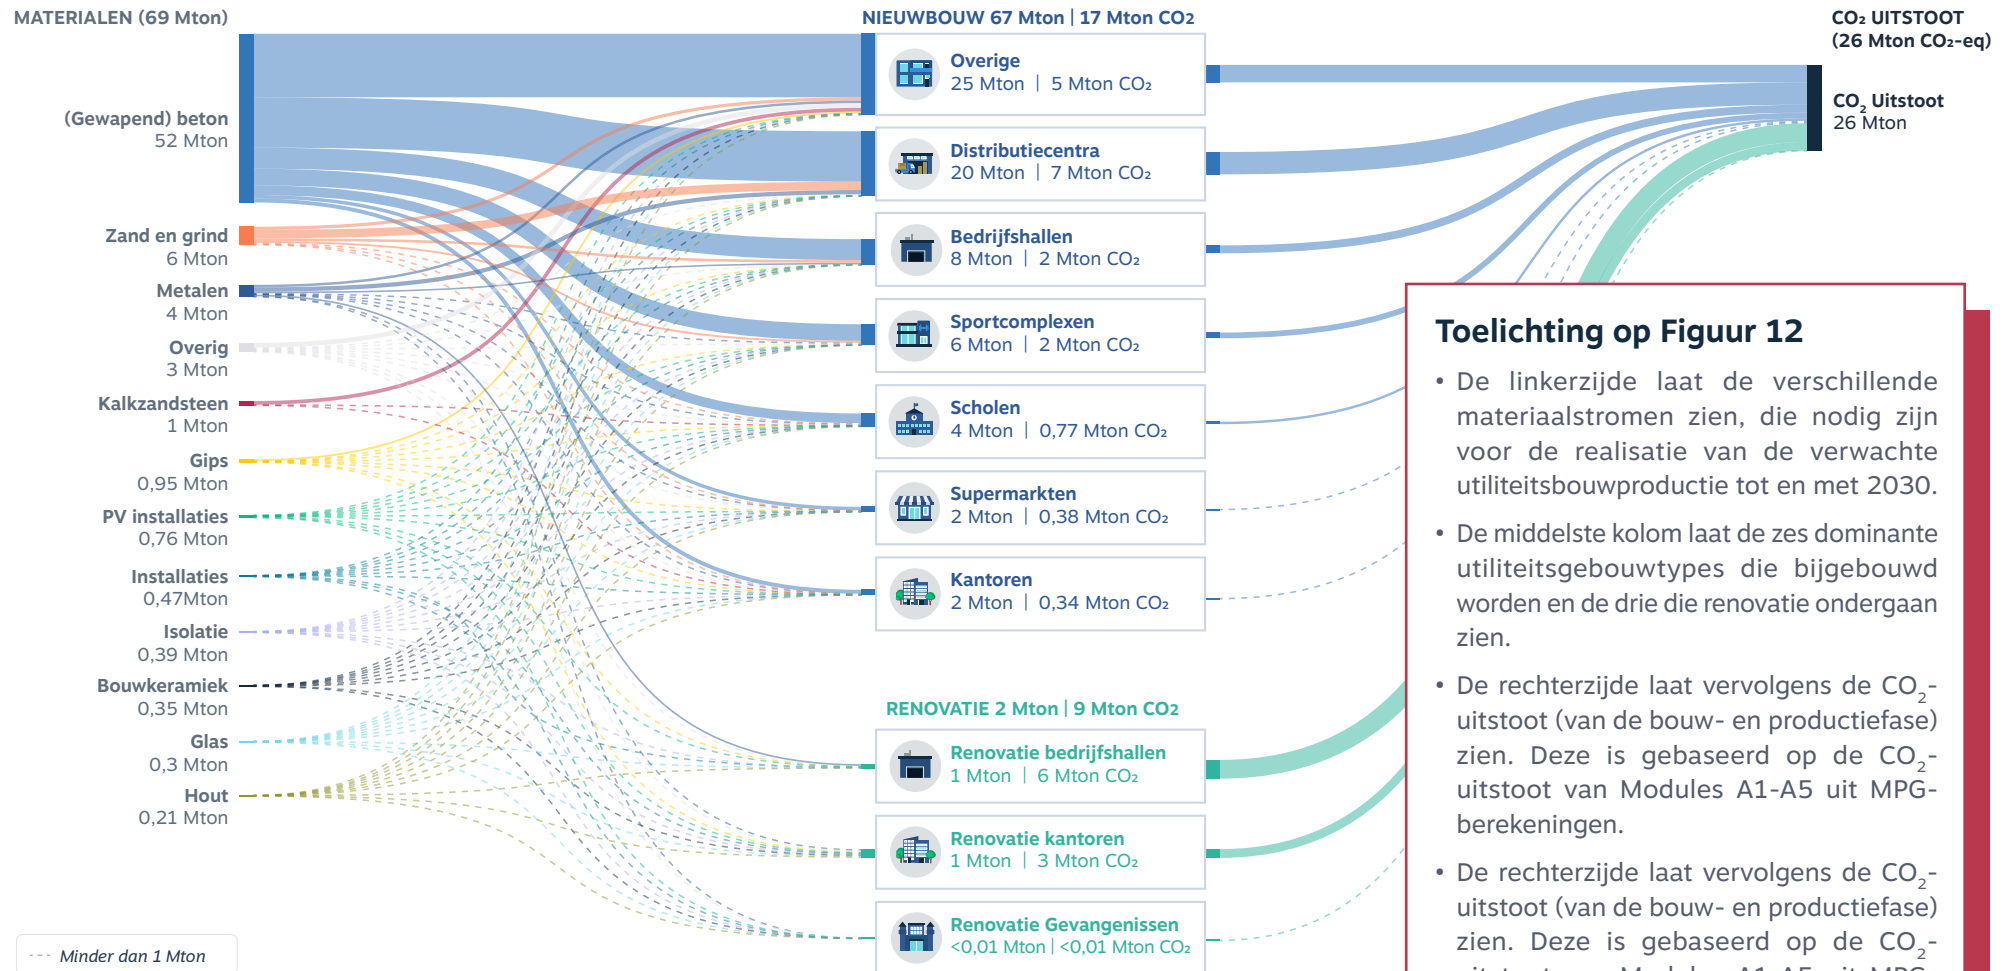 MATERIALEN (69 Mton)
(Gewapend) beton
52 Mton
Zand en grind
6 Mton
Metalen
4 Mton
Overig
3 Mton
Kalkzandsteen
1 Mton
Gips
0,95 Mton
PV installaties
0,76 Mton
Installaties
0,47Mton
Isolatie
0,39 Mton
Bouwkeramiek
0,35 Mton
Glas
0,3 Mton
Hout
0,21 Mton
Minder dan 1 Mton
NIEUWBOUW 67 Mton | 17 Mton CO₂
Overige
25 Mton | 5 Mton CO₂
Distributiecentra
20 Mton | 7 Mton CO₂
Bedrijfshallen
8 Mton | 2 Mton CO₂
Sportcomplexen
6 Mton | 2 Mton CO₂
Scholen
4 Mton | 0,77 Mton CO₂
Supermarkten
2 Mton | 0,38 Mton CO₂
Kantoren
2 Mton | 0,34 Mton CO₂
RENOVATIE 2 Mton | 9 Mton CO₂
Renovatie bedrijfshallen
1 Mton | 6 Mton CO₂
Renovatie kantoren
1 Mton | 3 Mton CO₂
Renovatie Gevangenissen
<0,01 Mton | <0,01 Mton CO₂
CO₂ UITSTOOT
(26 Mton CO₂-eq)
CO₂ Uitstoot
26 Mton
Toelichting op Figuur 12
• De linkerzijde laat de verschillende
materiaalstromen zien, die nodig zijn
voor de realisatie van de verwachte
utiliteitsbouwproductie tot en met 2030.
• De middelste kolom laat de zes dominante
utiliteitsgebouwtypes die bijgebouwd
worden en de drie die renovatie ondergaan
zien.
• De rechterzijde laat vervolgens de CO₂-
uitstoot (van de bouw- en productiefase)
zien. Deze is gebaseerd op de CO₂-
uitstoot van Modules A1-A5 uit MPG-
berekeningen.
• De rechterzijde laat vervolgens de CO₂-
uitstoot (van de bouw- en productiefase)
zien. Deze is gebaseerd op de CO₂-